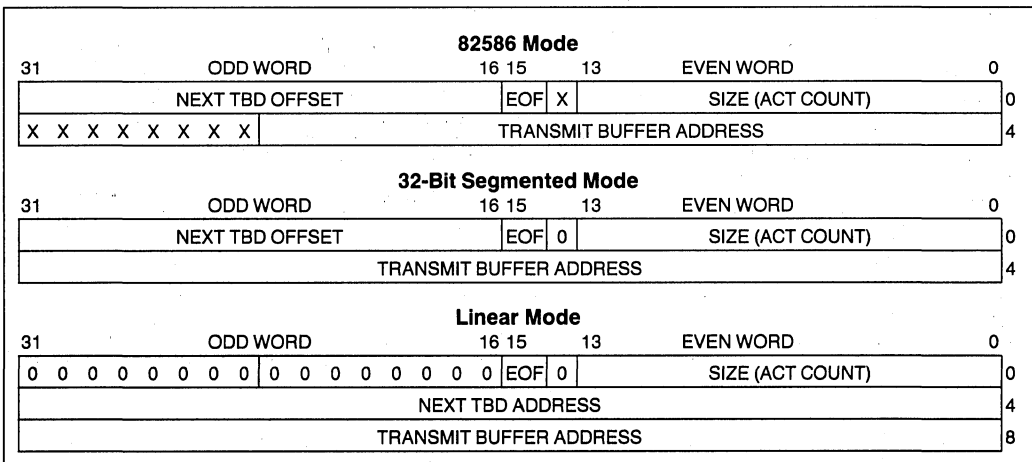 82586 Mode
31 ODD WORD 16 15 13 EVEN WORD 0
NEXT TBD OFFSET EOF X SIZE (ACT COUNT) 0
X X X X X X X X TRANSMIT BUFFER ADDRESS 4
32-Bit Segmented Mode
31 ODD WORD 16 15 13 EVEN WORD 0
NEXT TBD OFFSET EOF 0 SIZE (ACT COUNT) 0
TRANSMIT BUFFER ADDRESS 4
Linear Mode
31 ODD WORD 16 15 13 EVEN WORD 0
0 0 0 0 0 0 0 0 0 0 0 0 0 0 0 0 EOF 0 SIZE (ACT COUNT) 0
NEXT TBD ADDRESS 4
TRANSMIT BUFFER ADDRESS 8